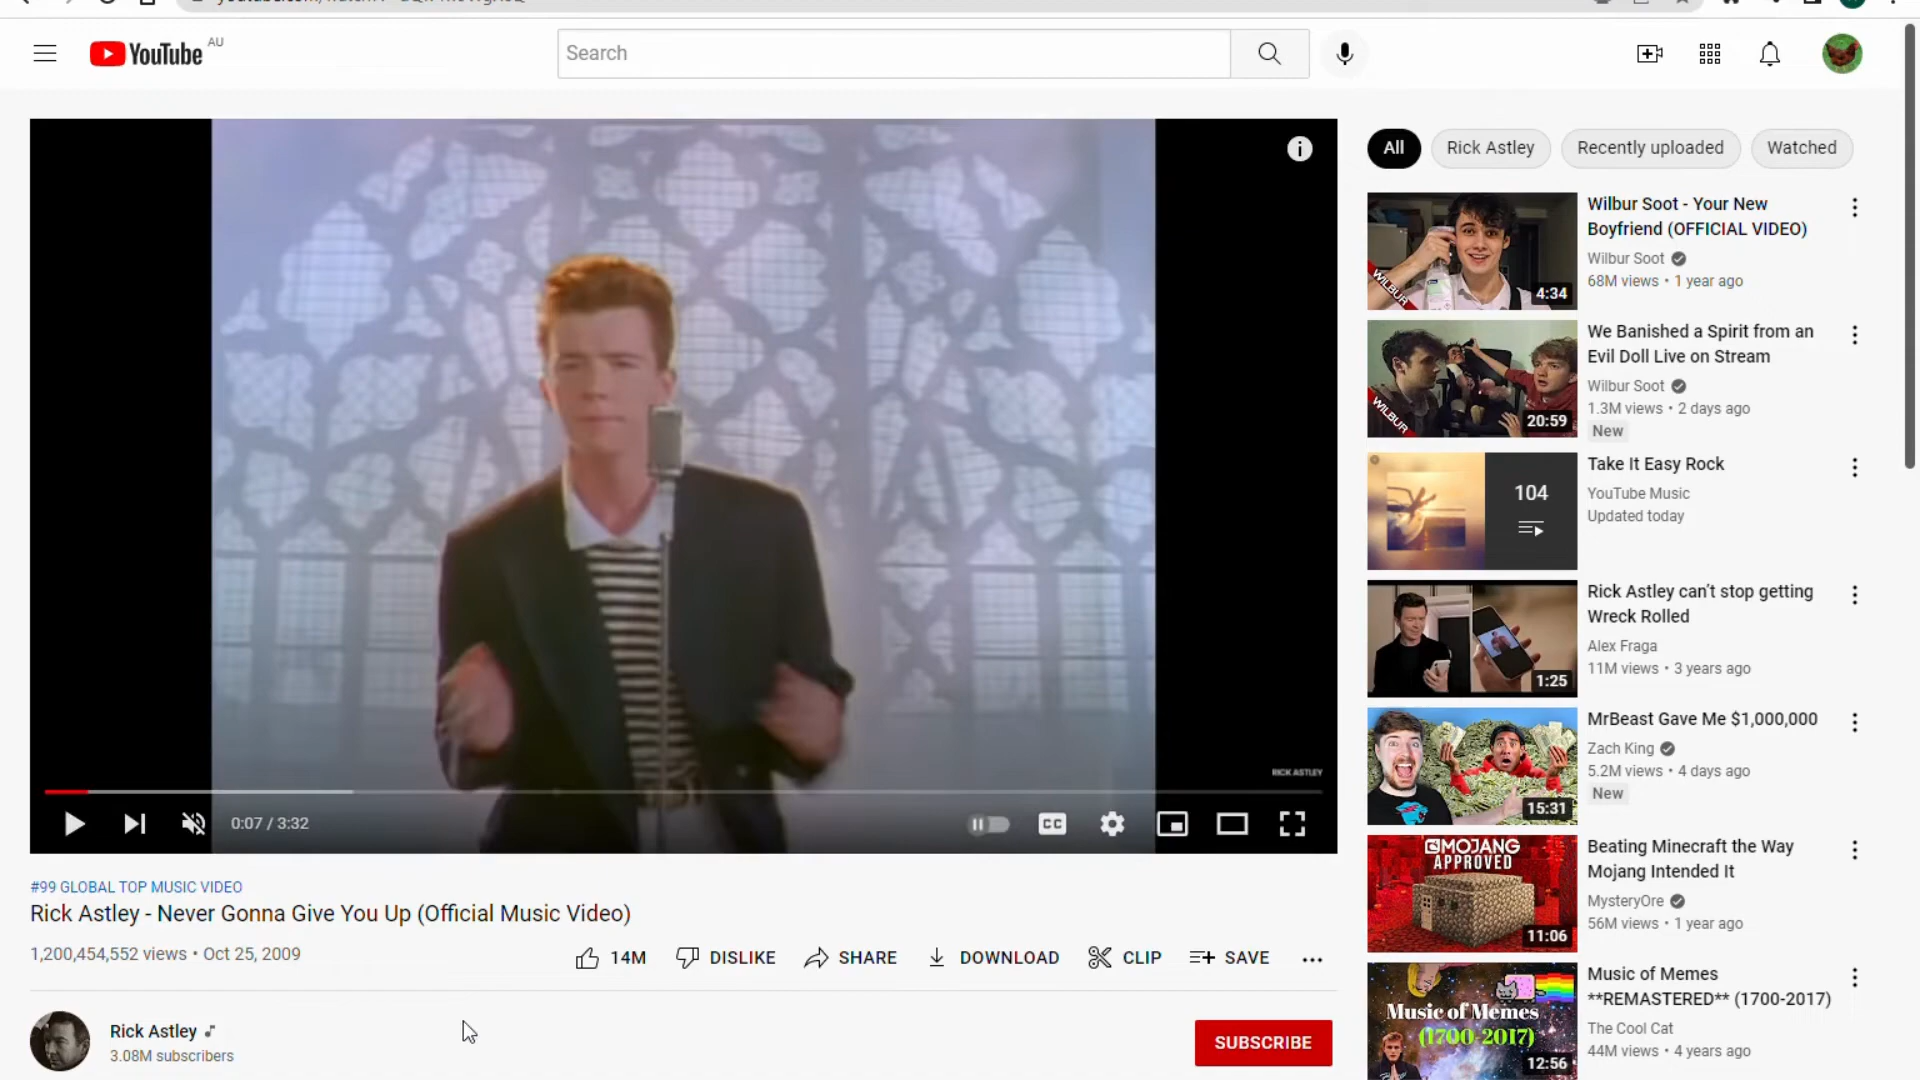 YouTube AU
Search
RICK ASTLEY
0:07 / 3:32
CC
#99 GLOBAL TOP MUSIC VIDEO
Rick Astley - Never Gonna Give You Up (Official Music Video)
1,200,454,552 views • Oct 25, 2009
14M DISLIKE SHARE DOWNLOAD CLIP SAVE
Rick Astley
3.08M subscribers
SUBSCRIBE
All Rick Astley Recently uploaded Watched
WILBUR
4:34
Wilbur Soot - Your New
Boyfriend (OFFICIAL VIDEO)
Wilbur Soot
68M views • 1 year ago
WILBUR
20:59
We Banished a Spirit from an
Evil Doll Live on Stream
Wilbur Soot
1.3M views • 2 days ago
New
104
Take It Easy Rock
YouTube Music
Updated today
1:25
Rick Astley can't stop getting
Wreck Rolled
Alex Fraga
11M views • 3 years ago
15:31
MrBeast Gave Me $1,000,000
Zach King
5.2M views • 4 days ago
New
MOJANG
APPROVED
11:06
Beating Minecraft the Way
Mojang Intended It
MysteryOre
56M views • 1 year ago
Music of Memes
(1700-2017)
12:56
Music of Memes
**REMASTERED** (1700-2017)
The Cool Cat
44M views • 4 years ago